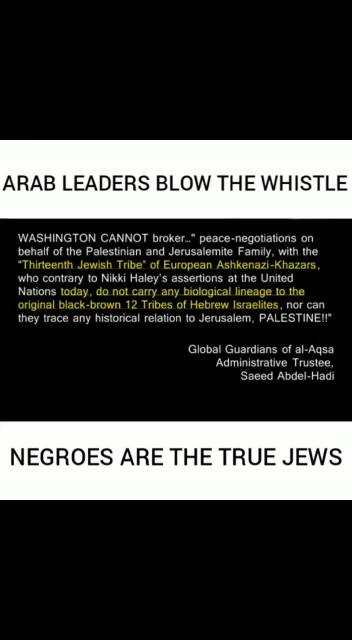 ARAB LEADERS BLOW THE WHISTLE
WASHINGTON CANNOT broker..." peace-negotiations on
behalf of the Palestinian and Jerusalemite Family, with the
"Thirteenth Jewish Tribe" of European Ashkenazi-Khazars,
who contrary to Nikki Haley's assertions at the United
Nations today, do not carry any biological lineage to the
original black-brown 12 Tribes of Hebrew Israelites, nor can
they trace any historical relation to Jerusalem, PALESTINE!!"
Global Guardians of al-Aqsa
Administrative Trustee,
Saeed Abdel-Hadi
NEGROES ARE THE TRUE JEWS